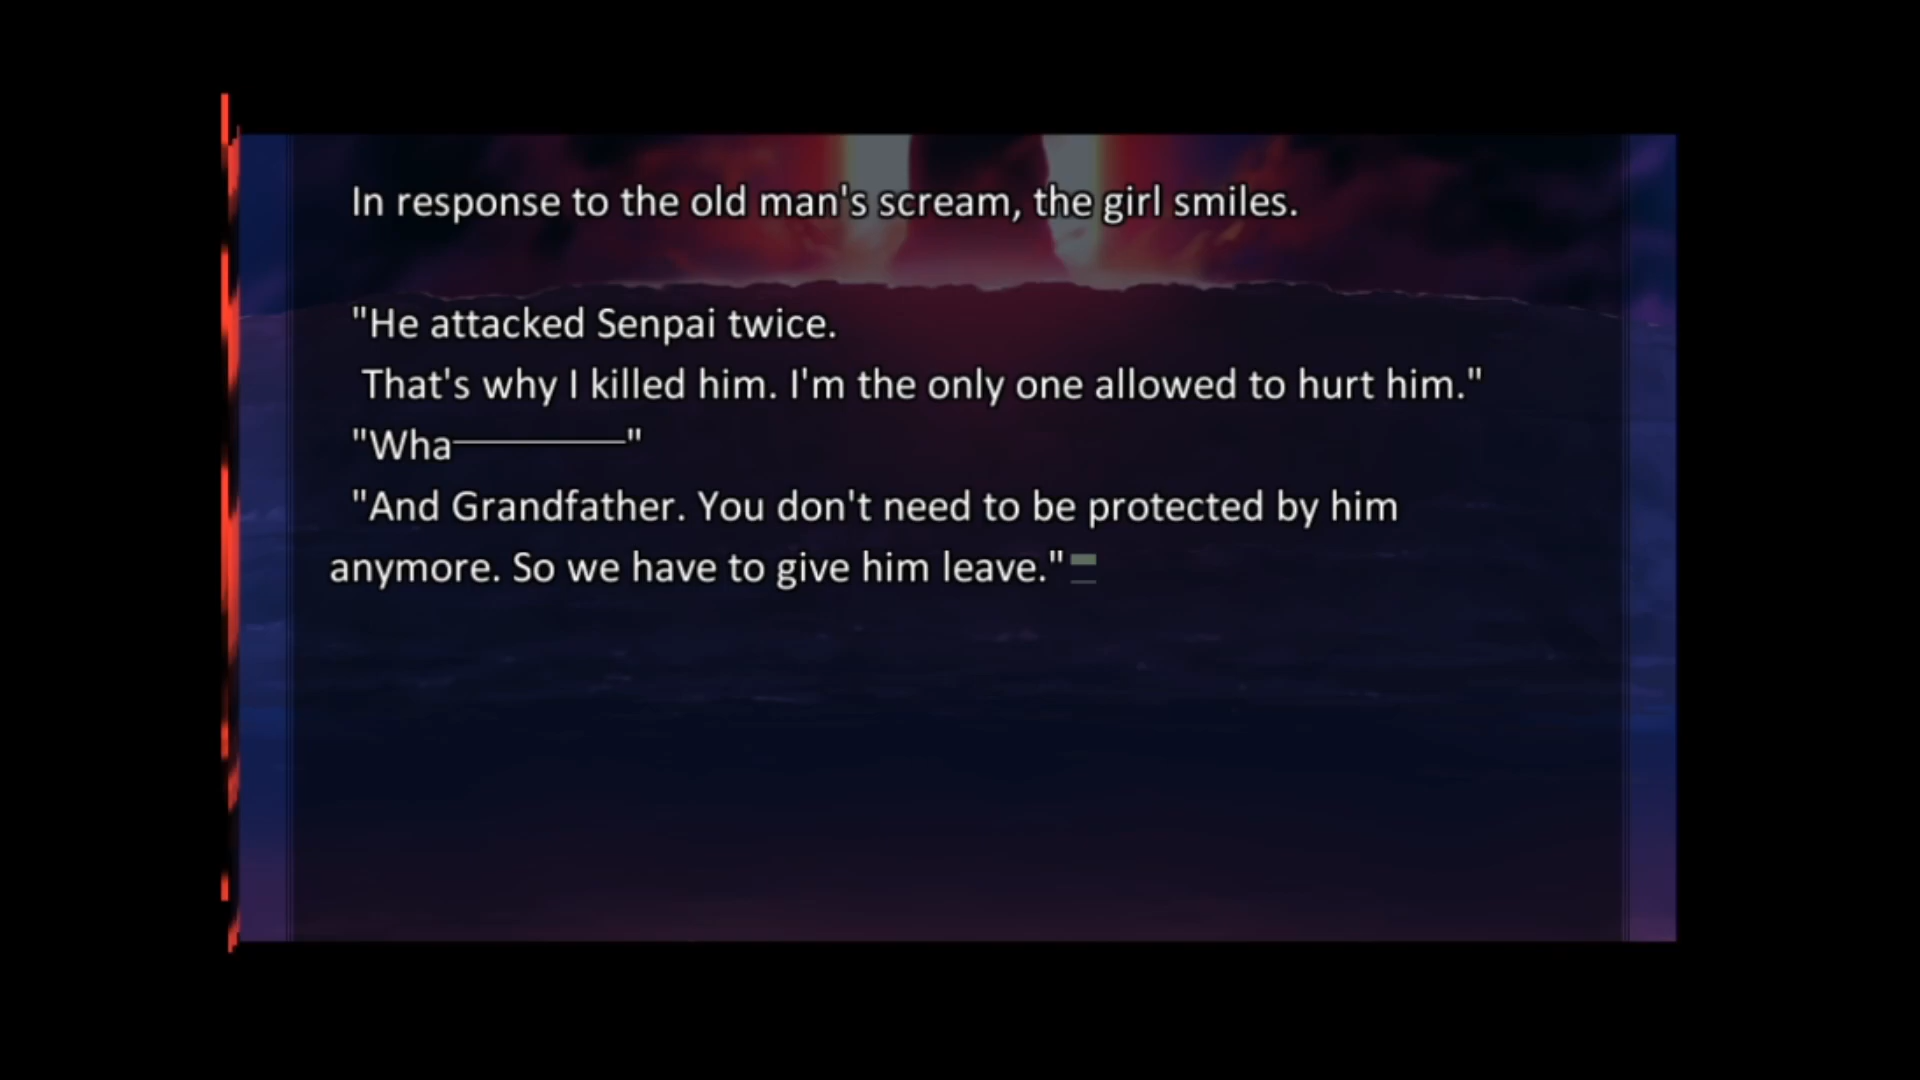 In response to the old man's scream, the girl smiles.
"He attacked Senpai twice.
That's why I killed him. I'm the only one allowed to hurt him."
"Wha————"
"And Grandfather. You don't need to be protected by him
anymore. So we have to give him leave."